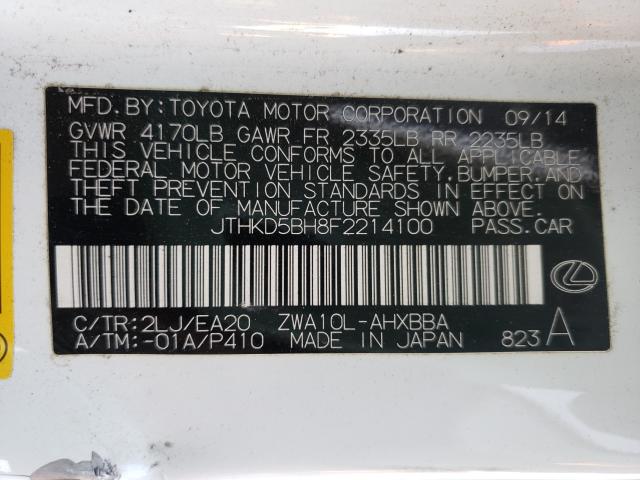 MFD.BY:TOYOTA MOTOR CORPORATION 09/14
GVWR 4170LB GAWR FR 2335LB RR 2235LB
THIS VEHICLE CONFORMS TO ALL APPLICABLE
FEDERAL MOTOR VEHICLE SAFETY,BUMPER,AND
THEFT PREVENTION STANDARDS IN EFFECT ON
THE DATE OF MANUFACTURE SHOWN ABOVE.
JTHKD5BH8F2214100 PASS.CAR
C/TR:2LJ/EA20 ZWA10L-AHXBBA
A/TM:-01A/P410 MADE IN JAPAN 823 A